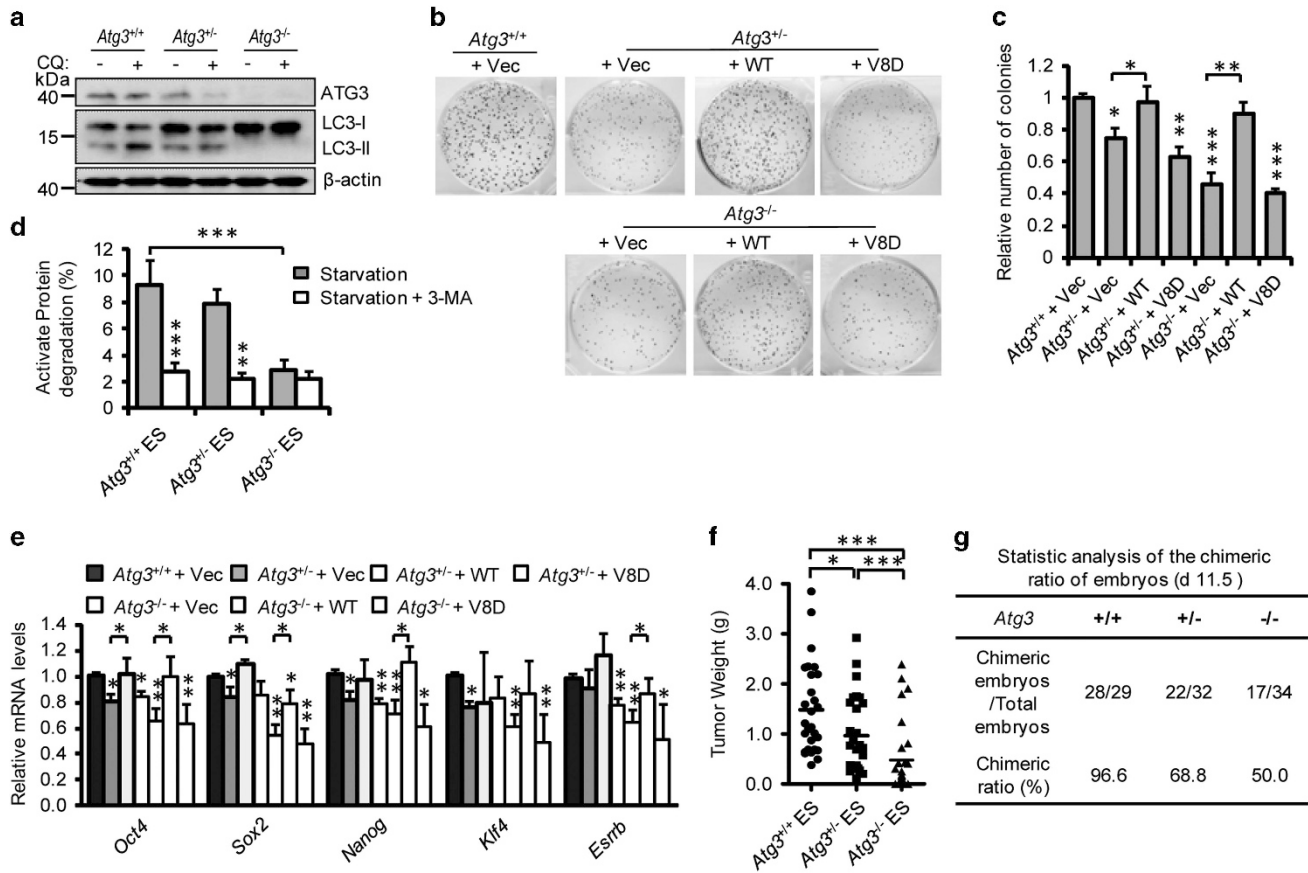 a
Atg3+/+ Atg3+/- Atg3-/-
CQ: - + - + - +
kDa
40
ATG3
15
LC3-I
LC3-II
40
β-actin
b
Atg3+/+
Atg3+/-
+ Vec
+ Vec
+ WT
+ V8D
Atg3-/-
+ Vec
+ WT
+ V8D
c
Relative number of colonies
1.2
1
0.8
0.6
0.4
0.2
0
*
**
*
**
***
***
Atg3+/+ + Vec
Atg3+/- + Vec
Atg3+/- + WT
Atg3+/- + V8D
Atg3-/- + Vec
Atg3-/- + WT
Atg3-/- + V8D
d
Activate Protein
degradation (%)
12
10
8
6
4
2
0
***
***
**
Starvation
Starvation + 3-MA
Atg3+/+ ES
Atg3+/- ES
Atg3-/- ES
e
Atg3+/+ + Vec
Atg3+/- + Vec
Atg3+/- + WT
Atg3+/- + V8D
Atg3-/- + Vec
Atg3-/- + WT
Atg3-/- + V8D
Relative mRNA levels
1.4
1.2
1.0
0.8
0.6
0.4
0.2
0.0
Oct4
Sox2
Nanog
Klf4
Esrrb
f
***
*
***
Tumor Weight (g)
4.0
3.0
2.0
1.0
0.0
Atg3+/+ ES
Atg3+/- ES
Atg3-/- ES
g
Statistic analysis of the chimeric
ratio of embryos (d 11.5 )
Atg3 +/+ +/- -/-
Chimeric
embryos
/Total
embryos
28/29 22/32 17/34
Chimeric
ratio (%)
96.6 68.8 50.0